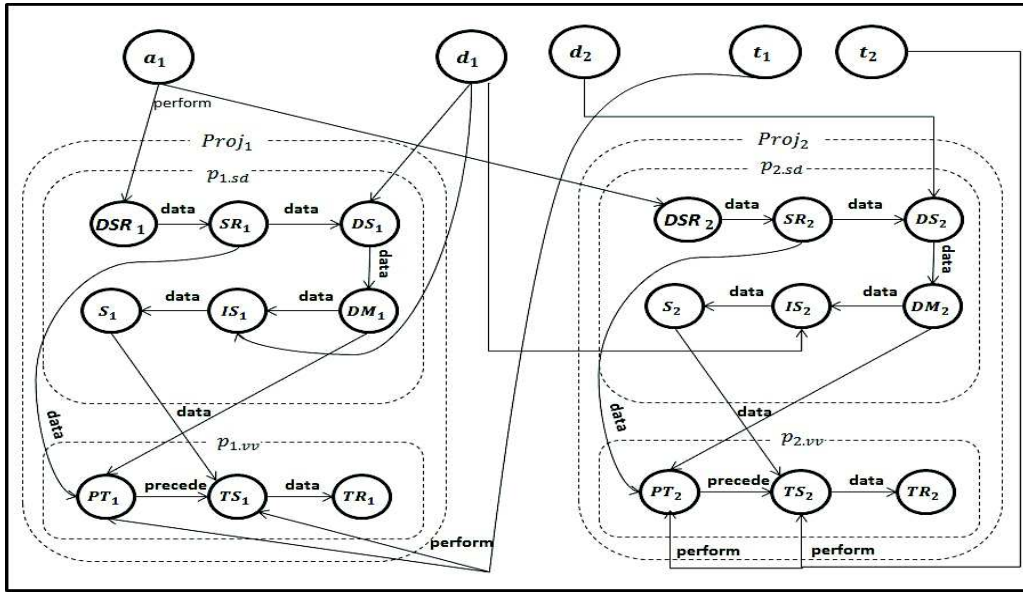 a₁ d₁ d₂ t₁ t₂
perform
Proj₁ Proj₂
p₁.sd p₂.sd
DSR₁ data SR₁ data DS₁ DSR₂ data SR₂ data DS₂
data data
S₁ data IS₁ data DM₁ S₂ data IS₂ data DM₂
data data data data
p₁.vv p₂.vv
PT₁ precede TS₁ data TR₁ PT₂ precede TS₂ data TR₂
perform perform perform